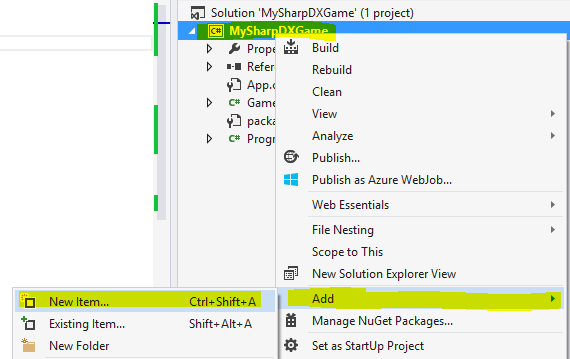 Solution 'MySharpDXGame' (1 project)
C# MySharpDXGame
Prope
Refere
App.c
C# Game
packa
C# Progr
Build
Rebuild
Clean
View
Analyze
Publish...
Publish as Azure WebJob...
Web Essentials
File Nesting
Scope to This
New Solution Explorer View
Add
Manage NuGet Packages...
Set as StartUp Project
New Item... Ctrl+Shift+A
Existing Item... Shift+Alt+A
New Folder